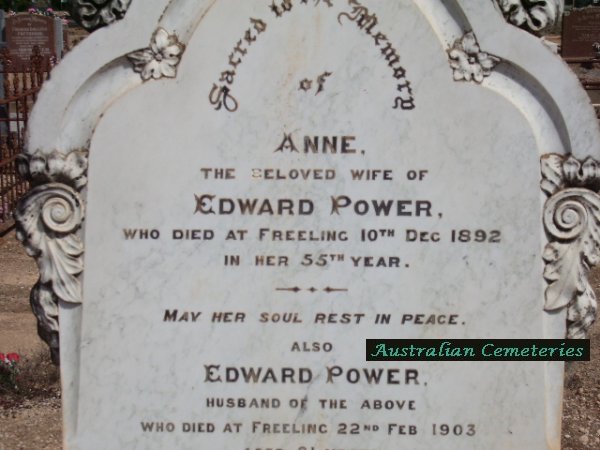 Sacred to the Memory
of
ANNE,
THE BELOVED WIFE OF
EDWARD POWER,
WHO DIED AT FREELING 10TH DEC 1892
IN HER 55TH YEAR.
MAY HER SOUL REST IN PEACE.
ALSO
Australian Cemeteries
EDWARD POWER,
HUSBAND OF THE ABOVE
WHO DIED AT FREELING 22ND FEB 1903